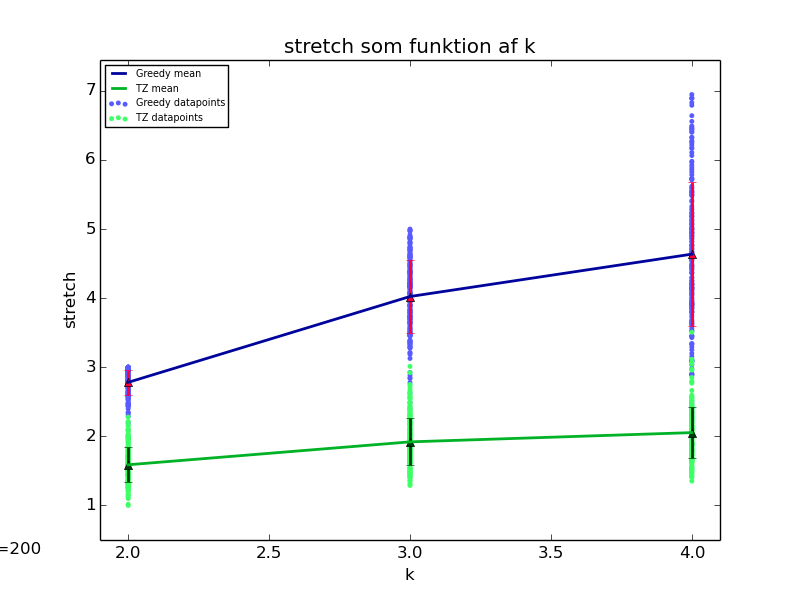 stretch som funktion af k
Greedy mean
TZ mean
Greedy datapoints
TZ datapoints
7
6
5
4
3
2
1
stretch
=200
2.0 2.5 3.0 3.5 4.0
k